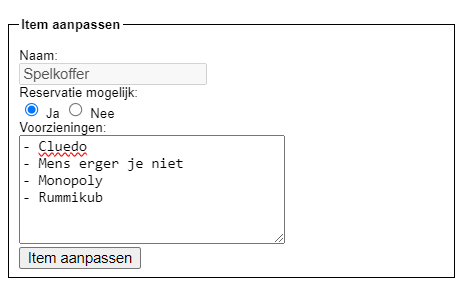 Item aanpassen
Naam:
Spelkoffer
Reservatie mogelijk:
Ja Nee
Voorzieningen:
- Cluedo
- Mens erger je niet
- Monopoly
- Rummikub
Item aanpassen